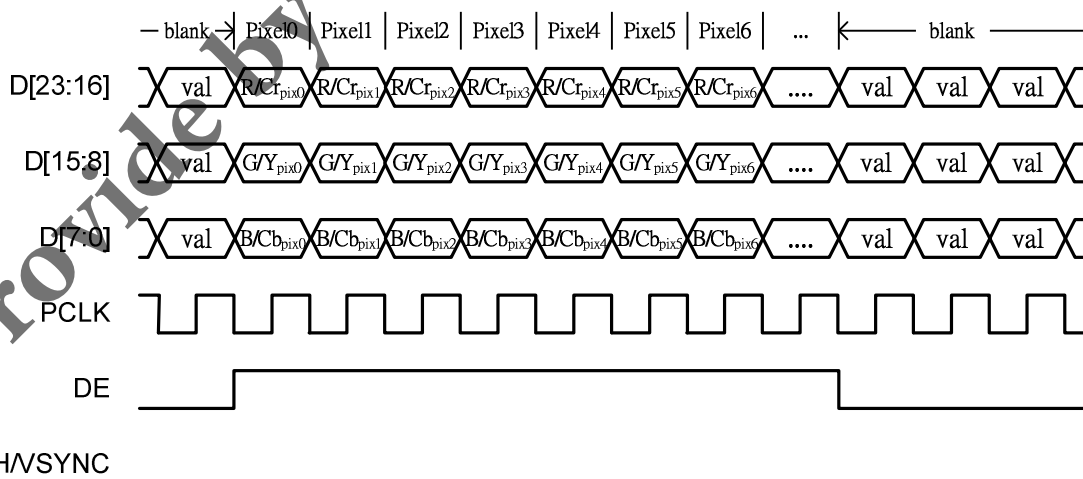 blank Pixel0 Pixel1 Pixel2 Pixel3 Pixel4 Pixel5 Pixel6 ... blank
D[23:16] val R/Crpix0 R/Crpix1 R/Crpix2 R/Crpix3 R/Crpix4 R/Crpix5 R/Crpix6 .... val val val
D[15:8] val G/Ypix0 G/Ypix1 G/Ypix2 G/Ypix3 G/Ypix4 G/Ypix5 G/Ypix6 .... val val val
D[7:0] val B/Cbpix0 B/Cbpix1 B/Cbpix2 B/Cbpix3 B/Cbpix4 B/Cbpix5 B/Cbpix6 .... val val val
PCLK
DE
H/VSYNC
rovide by